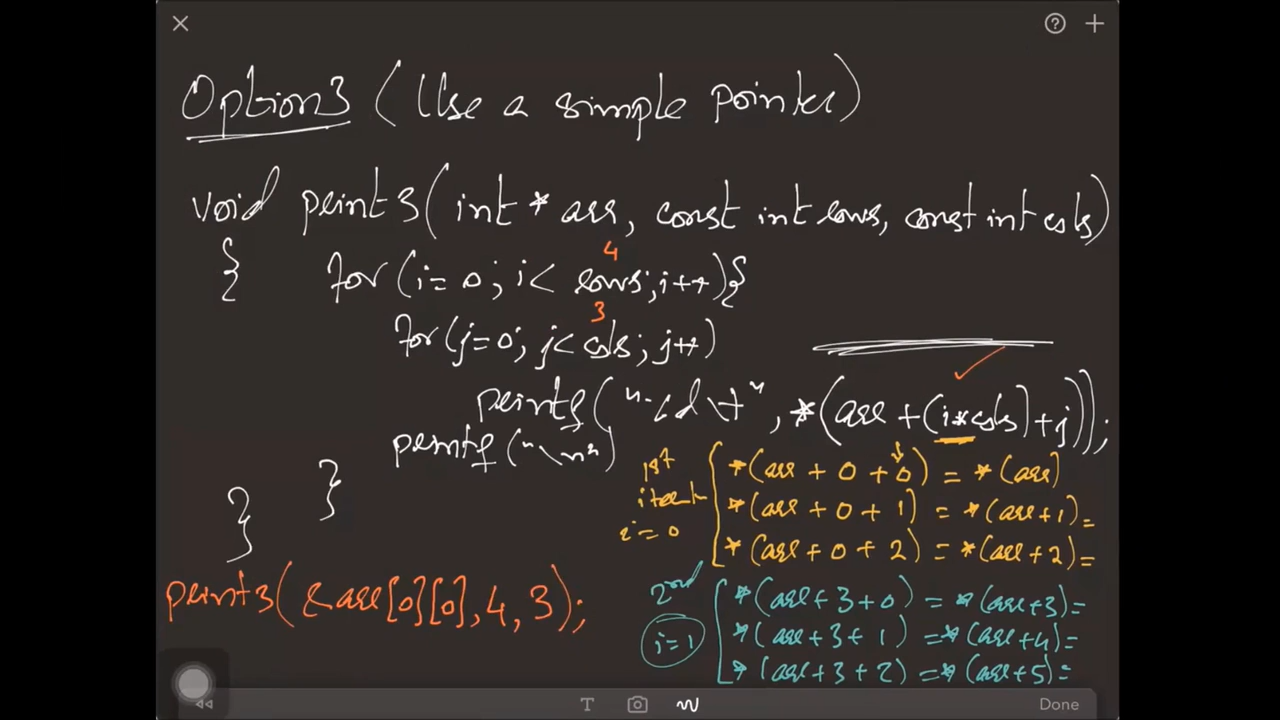 Option3 (Use a simple pointer)
void print3(int * arr, const int rows, const int cols)
{ for (i=0; i< rows; i++){
4
3
for(j=0; j< cols; j++)
printf("%d\t", *(arr + (i*cols)+j));
printf("\n")
}
}
1st
iterat
i=0
*(arr + 0 + 0) = *(arr)
*(arr + 0 + 1) = *(arr+1)=
*(arr + 0 + 2) = *(arr+2)=
print3( &arr[0][0], 4, 3);
2nd
i=1
*(arr+3+0) = *(arr+3)=
*(arr+3+1) = *(arr+4)=
*(arr+3+2) = *(arr+5)=
T
Done